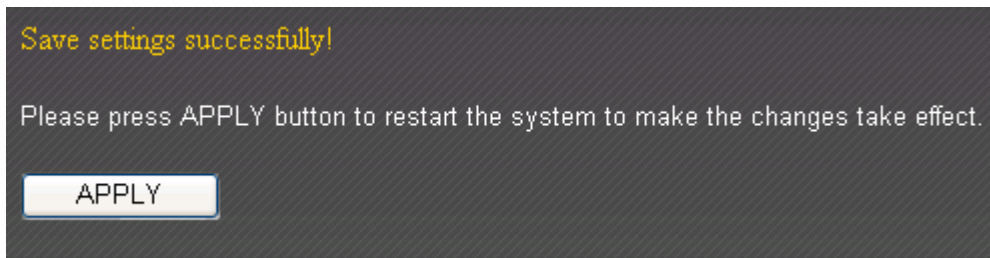 Save settings successfully!
Please press APPLY button to restart the system to make the changes take effect.
APPLY